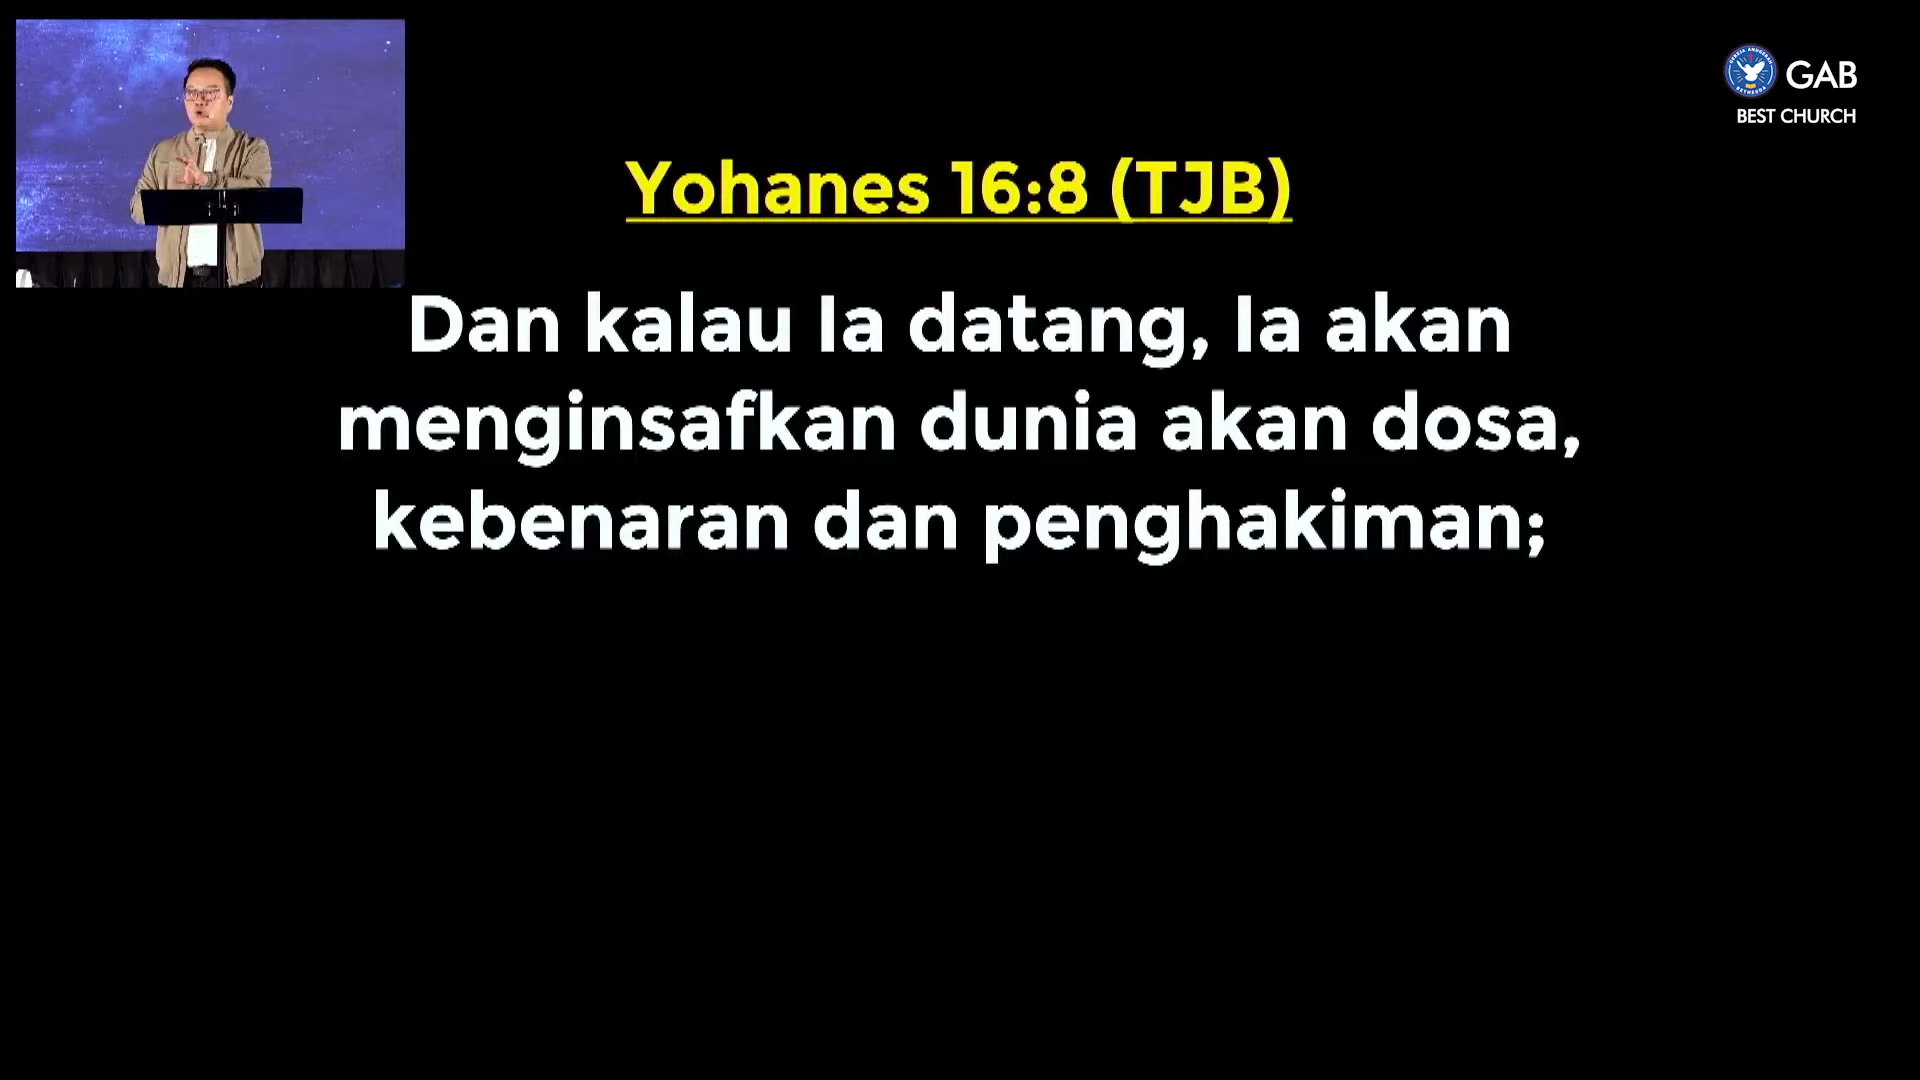 GAB
BEST CHURCH
Yohanes 16:8 (TJB)
Dan kalau Ia datang, Ia akan
menginsafkan dunia akan dosa,
kebenaran dan penghakiman;